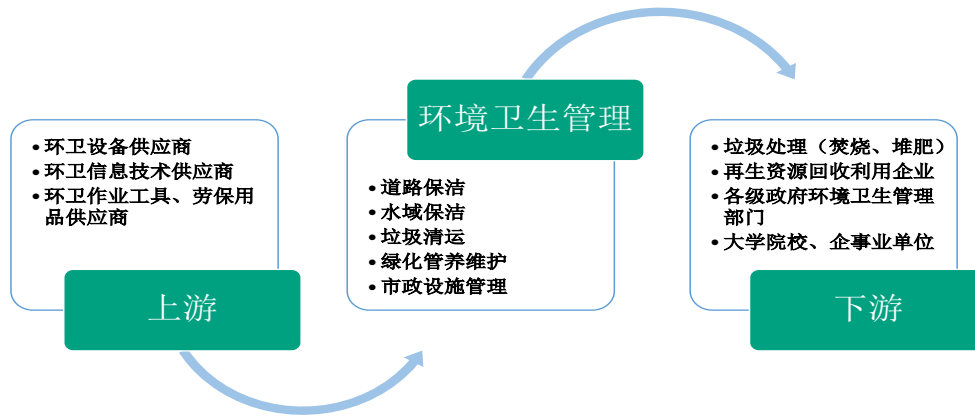 • 环卫设备供应商
• 环卫信息技术供应商
• 环卫作业工具、劳保用
品供应商
上游
环境卫生管理
• 道路保洁
• 水域保洁
• 垃圾清运
• 绿化管养维护
• 市政设施管理
• 垃圾处理（焚烧、堆肥）
• 再生资源回收利用企业
• 各级政府环境卫生管理
部门
• 大学院校、企事业单位
下游